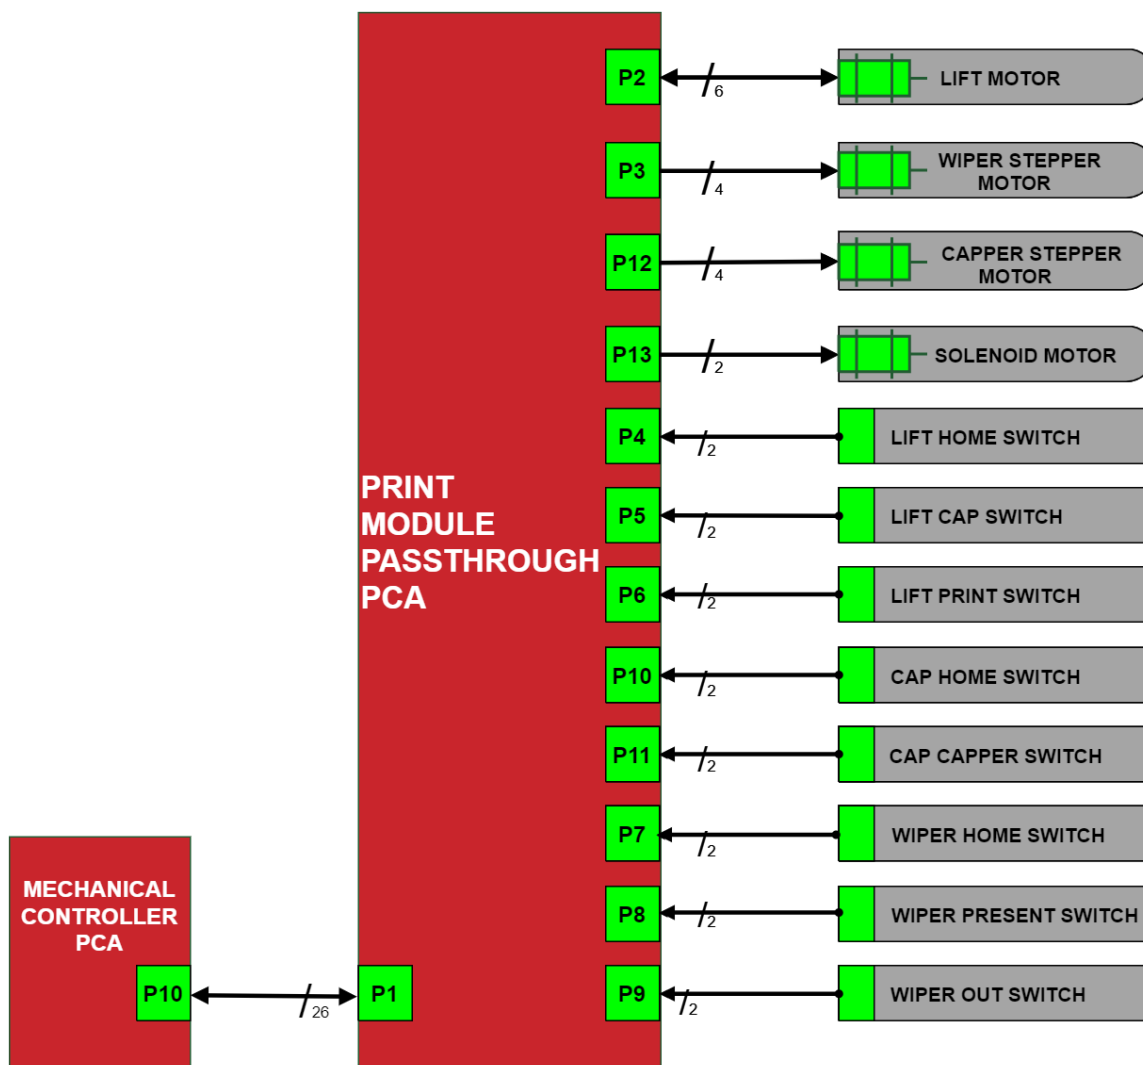 P2
6
LIFT MOTOR
P3
4
WIPER STEPPER
MOTOR
P12
4
CAPPER STEPPER
MOTOR
P13
2
SOLENOID MOTOR
P4
2
LIFT HOME SWITCH
PRINT
MODULE
PASSTHROUGH
PCA
P5
2
LIFT CAP SWITCH
P6
2
LIFT PRINT SWITCH
P10
2
CAP HOME SWITCH
P11
2
CAP CAPPER SWITCH
P7
2
WIPER HOME SWITCH
P8
2
WIPER PRESENT SWITCH
MECHANICAL
CONTROLLER
PCA
P10
26
P1
P9
2
WIPER OUT SWITCH